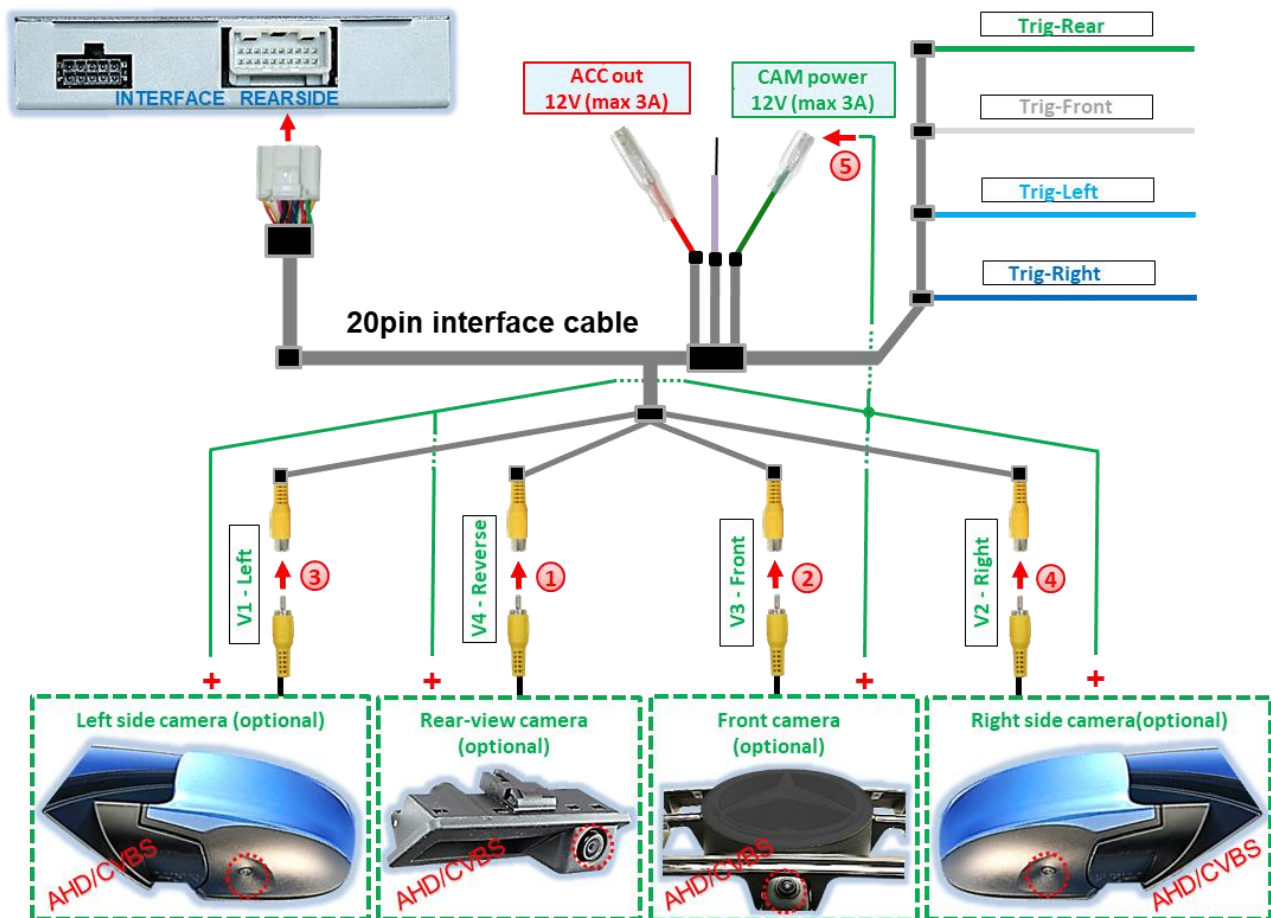 INTERFACE REARSIDE
ACC out
12V (max 3A)
CAM power
12V (max 3A)
5
Trig-Rear
Trig-Front
Trig-Left
Trig-Right
20pin interface cable
V1 - Left
3
V4 - Reverse
1
V3 - Front
2
V2 - Right
4
+
+
+
+
Left side camera (optional)
AHD/CVBS
Rear-view camera
(optional)
AHD/CVBS
Front camera
(optional)
AHD/CVBS
Right side camera(optional)
AHD/CVBS